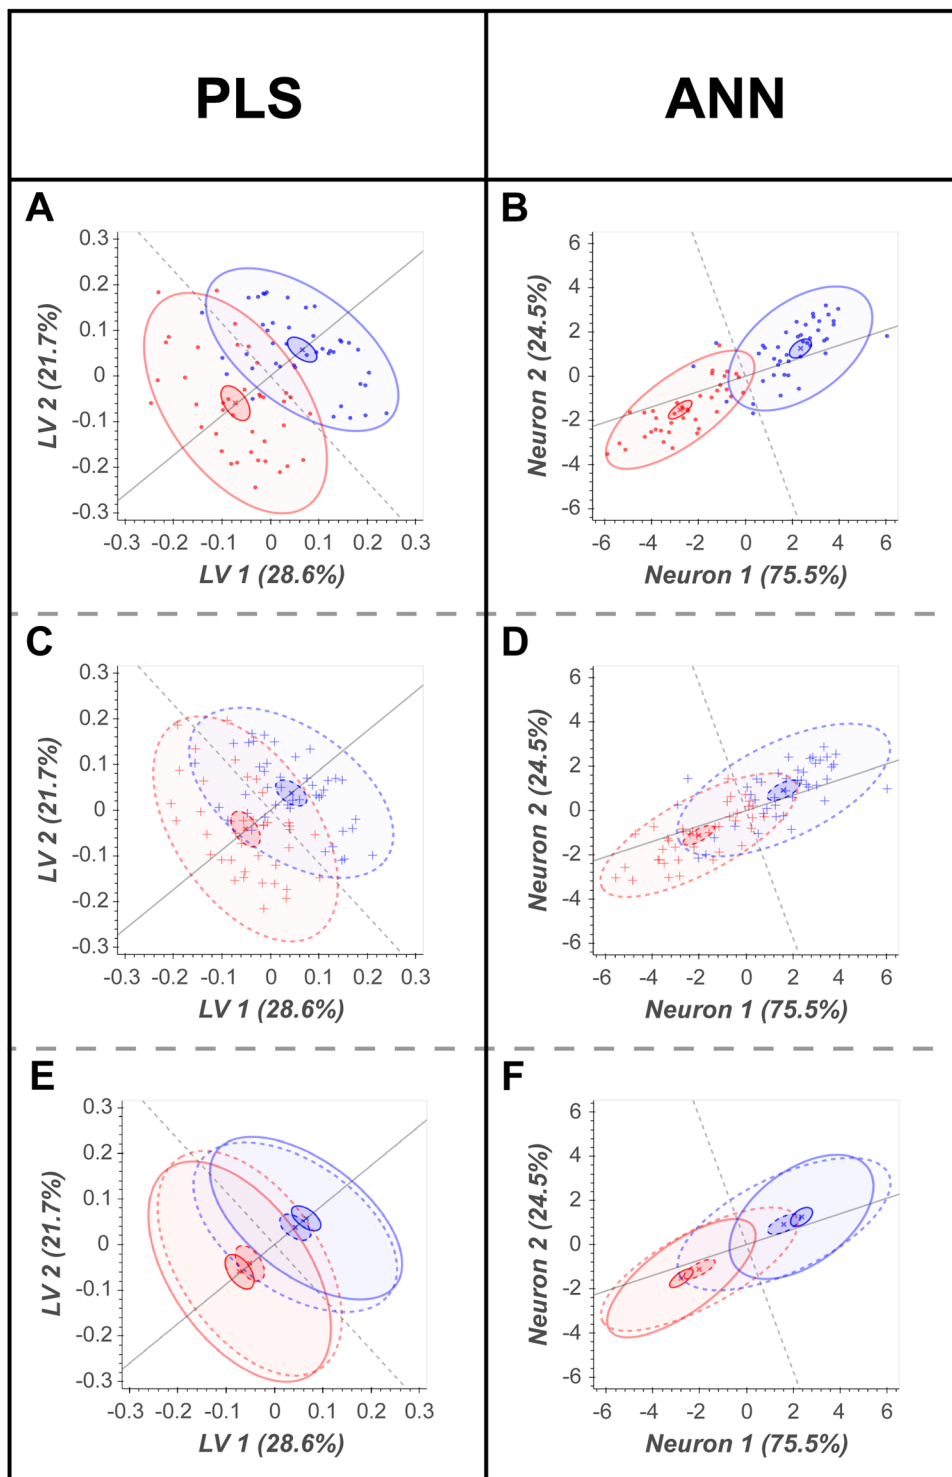 PLS
ANN
A
LV 2 (21.7%)
0.3
0.2
0.1
0
-0.1
-0.2
-0.3
-0.3 -0.2 -0.1 0 0.1 0.2 0.3
LV 1 (28.6%)
B
Neuron 2 (24.5%)
6
4
2
0
-2
-4
-6
-6 -4 -2 0 2 4 6
Neuron 1 (75.5%)
C
LV 2 (21.7%)
0.3
0.2
0.1
0
-0.1
-0.2
-0.3
-0.3 -0.2 -0.1 0 0.1 0.2 0.3
LV 1 (28.6%)
D
Neuron 2 (24.5%)
6
4
2
0
-2
-4
-6
-6 -4 -2 0 2 4 6
Neuron 1 (75.5%)
E
LV 2 (21.7%)
0.3
0.2
0.1
0
-0.1
-0.2
-0.3
-0.3 -0.2 -0.1 0 0.1 0.2 0.3
LV 1 (28.6%)
F
Neuron 2 (24.5%)
6
4
2
0
-2
-4
-6
-6 -4 -2 0 2 4 6
Neuron 1 (75.5%)